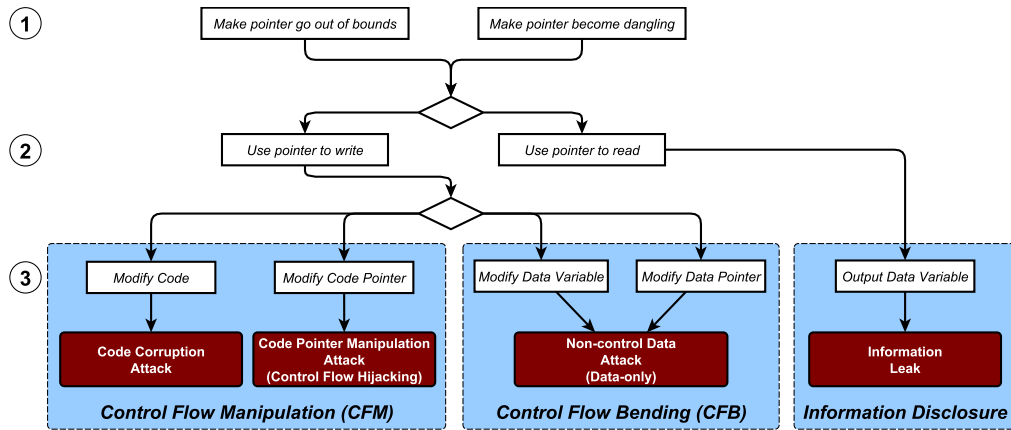 1
Make pointer go out of bounds
Make pointer become dangling
2
Use pointer to write
Use pointer to read
3
Modify Code
Modify Code Pointer
Modify Data Variable
Modify Data Pointer
Output Data Variable
Code Corruption
Attack
Code Pointer Manipulation
Attack
(Control Flow Hijacking)
Non-control Data
Attack
(Data-only)
Information
Leak
Control Flow Manipulation (CFM)
Control Flow Bending (CFB)
Information Disclosure